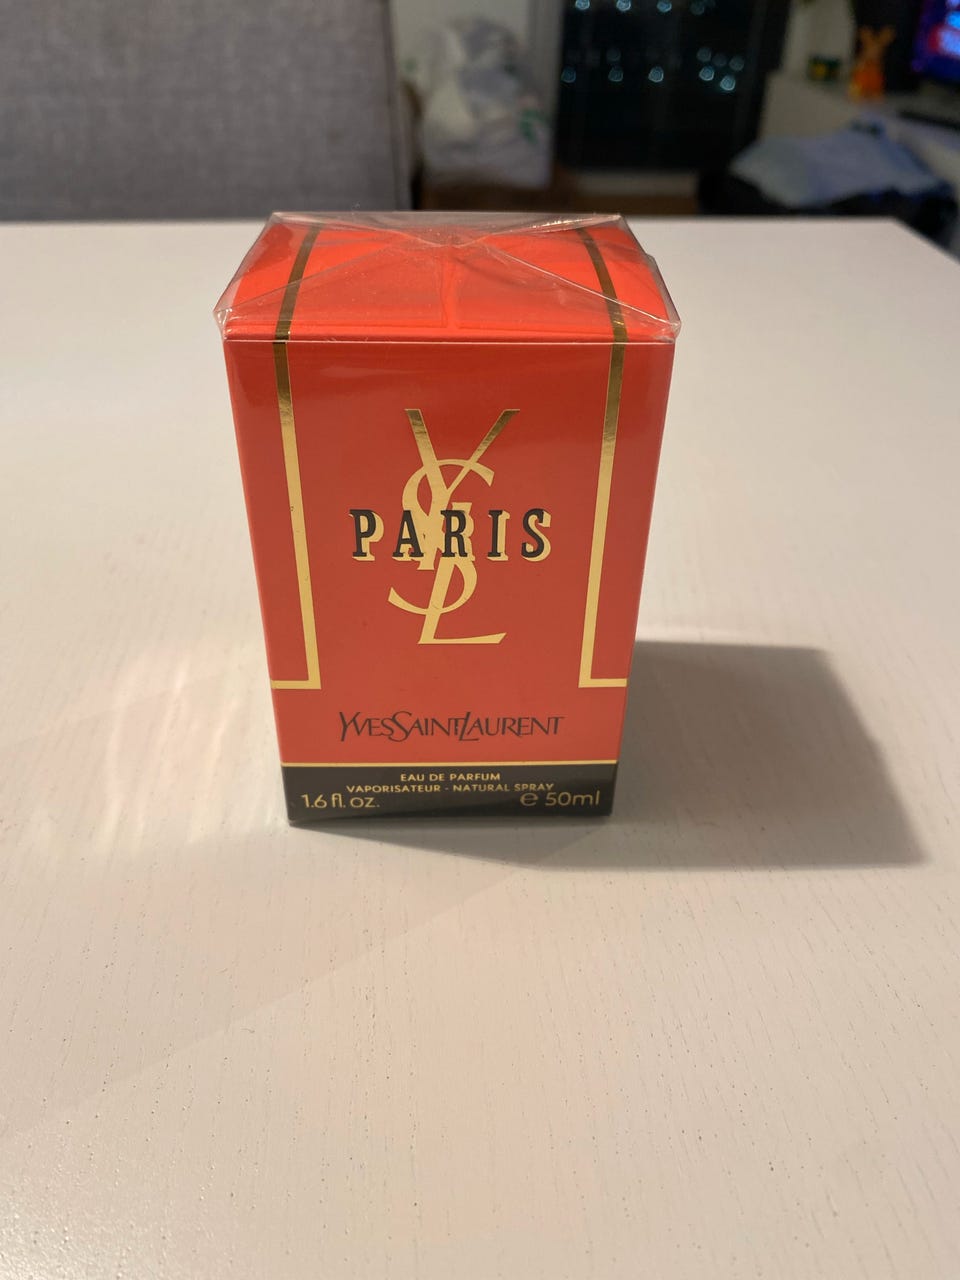 YSL
PARIS
YVESSAINTLAURENT
EAU DE PARFUM
VAPORISATEUR - NATURAL SPRAY
1.6 fl. oz. ℮ 50ml